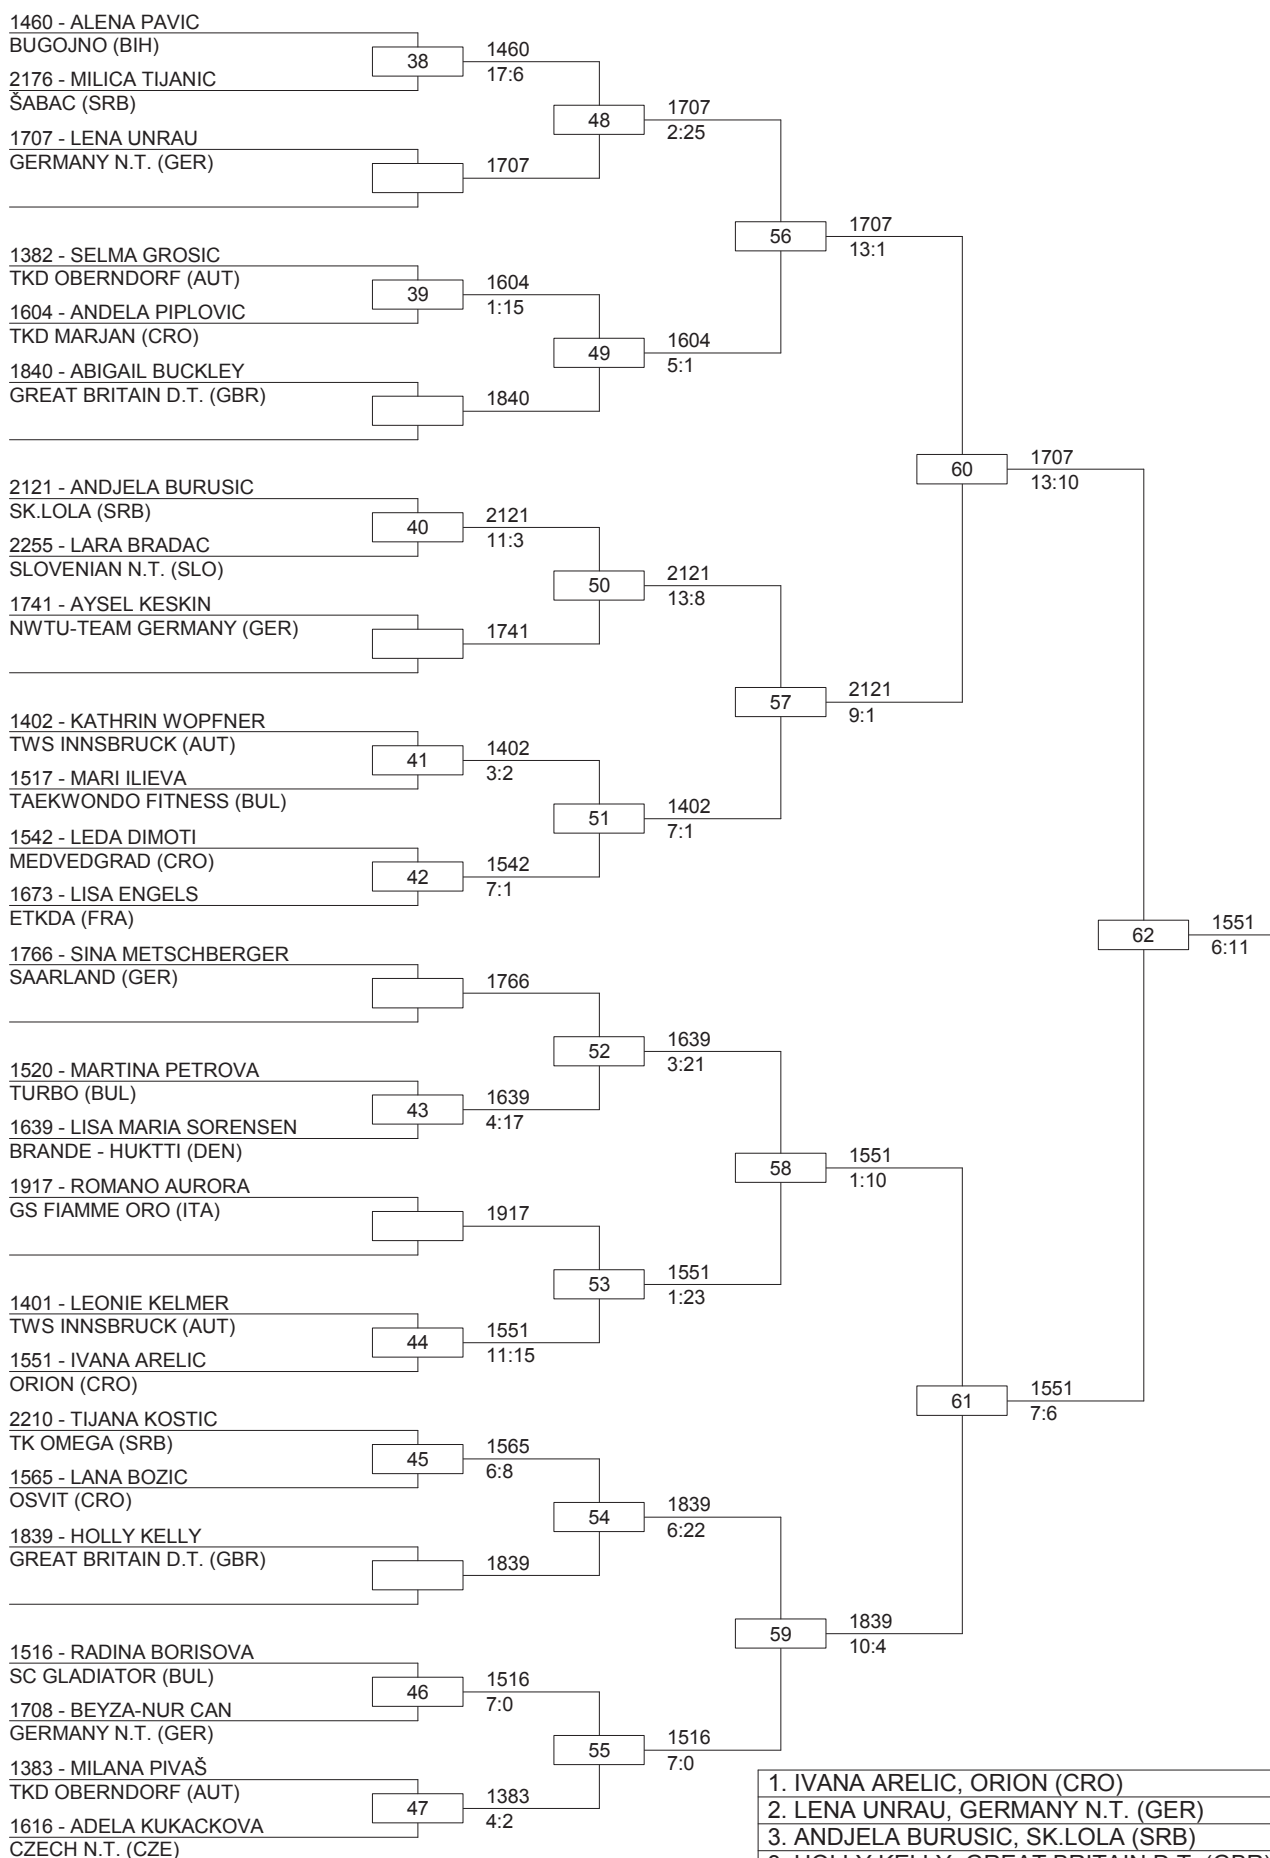 1460 - ALENA PAVIC
BUGOJNO (BIH)
38
1460
17:6
2176 - MILICA TIJANIC
ŠABAC (SRB)
48
1707
2:25
1707 - LENA UNRAU
GERMANY N.T. (GER)
1707
56
1707
13:1
1382 - SELMA GROSIC
TKD OBERNDORF (AUT)
39
1604
1:15
1604 - ANDELA PIPLOVIC
TKD MARJAN (CRO)
49
1604
5:1
1840 - ABIGAIL BUCKLEY
GREAT BRITAIN D.T. (GBR)
1840
60
1707
13:10
2121 - ANDJELA BURUSIC
SK.LOLA (SRB)
40
2121
11:3
2255 - LARA BRADAC
SLOVENIAN N.T. (SLO)
50
2121
13:8
1741 - AYSEL KESKIN
NWTU-TEAM GERMANY (GER)
1741
57
2121
9:1
1402 - KATHRIN WOPFNER
TWS INNSBRUCK (AUT)
41
1402
3:2
1517 - MARI ILIEVA
TAEKWONDO FITNESS (BUL)
51
1402
7:1
1542 - LEDA DIMOTI
MEDVEDGRAD (CRO)
42
1542
7:1
1673 - LISA ENGELS
ETKDA (FRA)
62
1551
6:11
1766 - SINA METSCHBERGER
SAARLAND (GER)
1766
52
1639
3:21
1520 - MARTINA PETROVA
TURBO (BUL)
43
1639
4:17
1639 - LISA MARIA SORENSEN
BRANDE - HUKTTI (DEN)
58
1551
1:10
1917 - ROMANO AURORA
GS FIAMME ORO (ITA)
1917
53
1551
1:23
1401 - LEONIE KELMER
TWS INNSBRUCK (AUT)
44
1551
11:15
1551 - IVANA ARELIC
ORION (CRO)
61
1551
7:6
2210 - TIJANA KOSTIC
TK OMEGA (SRB)
45
1565
6:8
1565 - LANA BOZIC
OSVIT (CRO)
54
1839
6:22
1839 - HOLLY KELLY
GREAT BRITAIN D.T. (GBR)
1839
59
1839
10:4
1516 - RADINA BORISOVA
SC GLADIATOR (BUL)
46
1516
7:0
1708 - BEYZA-NUR CAN
GERMANY N.T. (GER)
55
1516
7:0
1383 - MILANA PIVAŠ
TKD OBERNDORF (AUT)
47
1383
4:2
1616 - ADELA KUKACKOVA
CZECH N.T. (CZE)
1. IVANA ARELIC, ORION (CRO)
2. LENA UNRAU, GERMANY N.T. (GER)
3. ANDJELA BURUSIC, SK.LOLA (SRB)
3. HOLLY KELLY, GREAT BRITAIN D.T. (GBR)